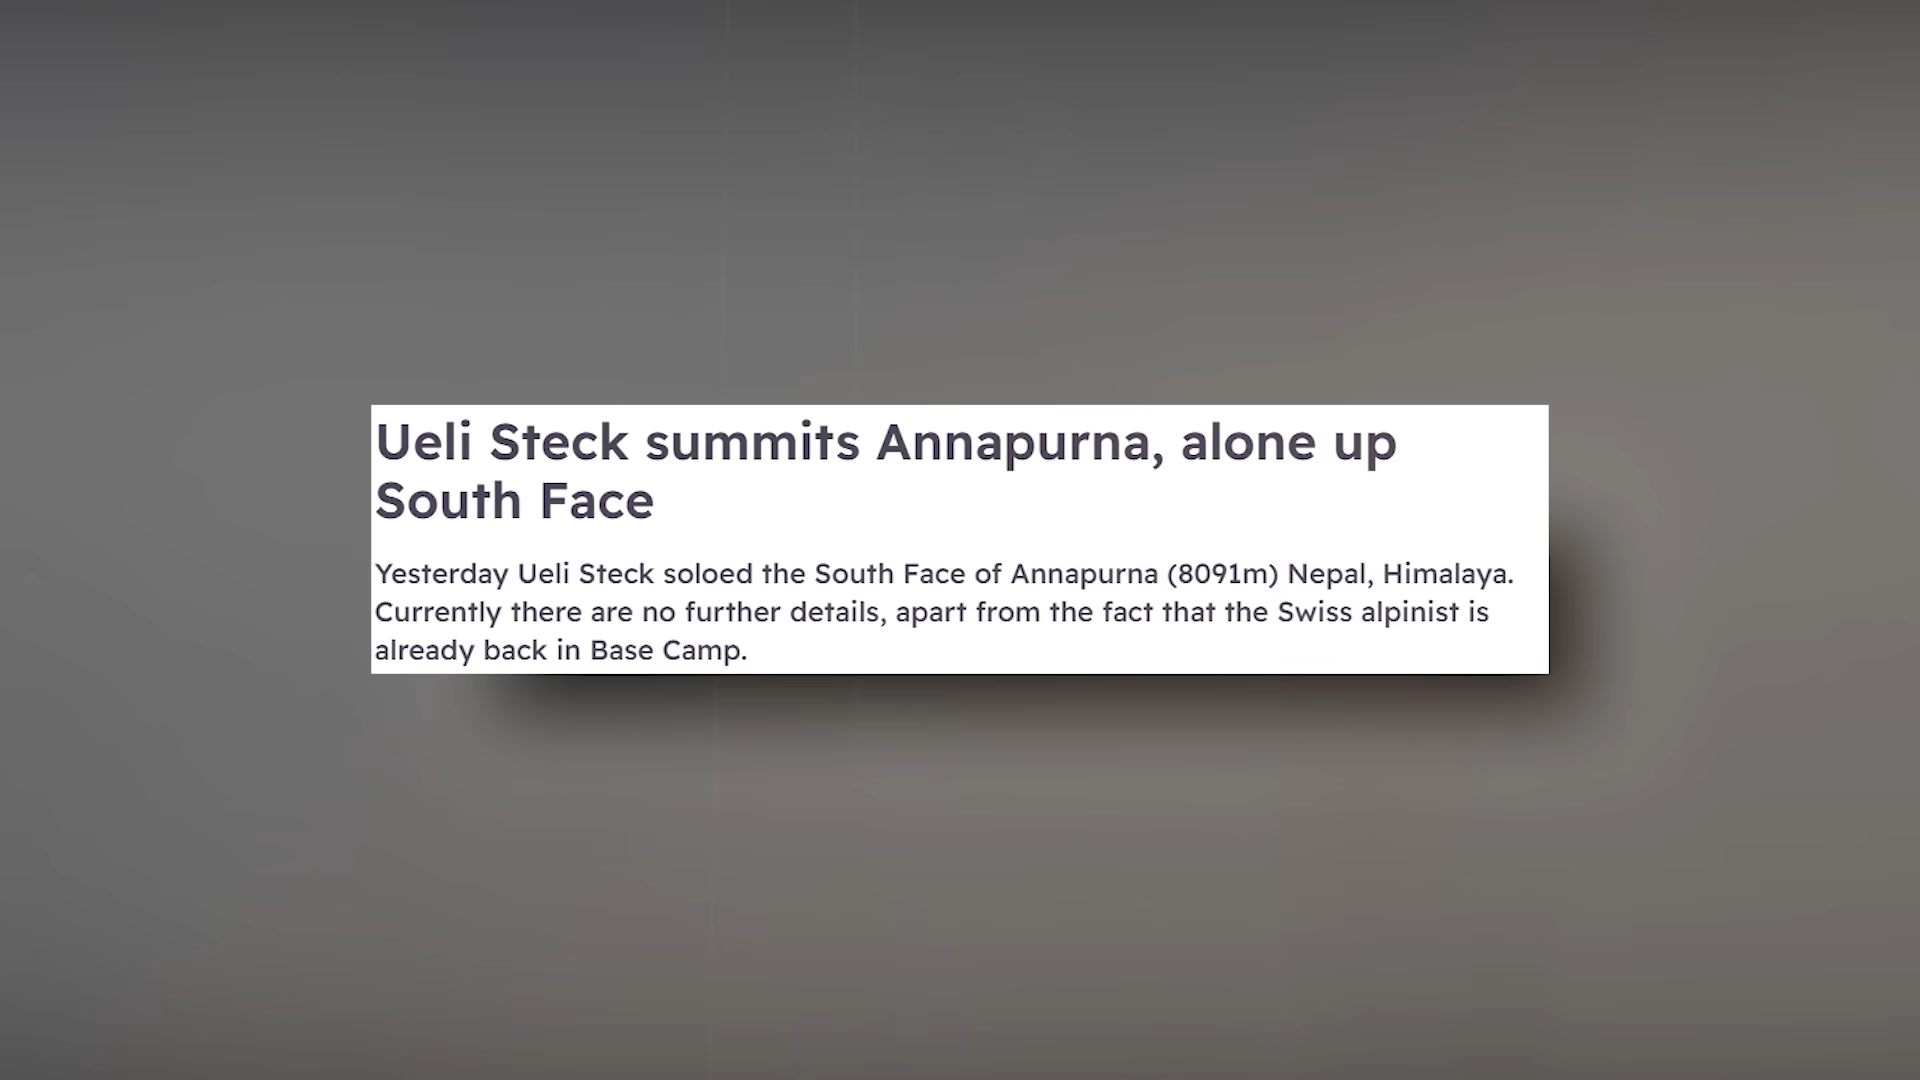 Ueli Steck summits Annapurna, alone up
South Face
Yesterday Ueli Steck soloed the South Face of Annapurna (8091m) Nepal, Himalaya.
Currently there are no further details, apart from the fact that the Swiss alpinist is
already back in Base Camp.